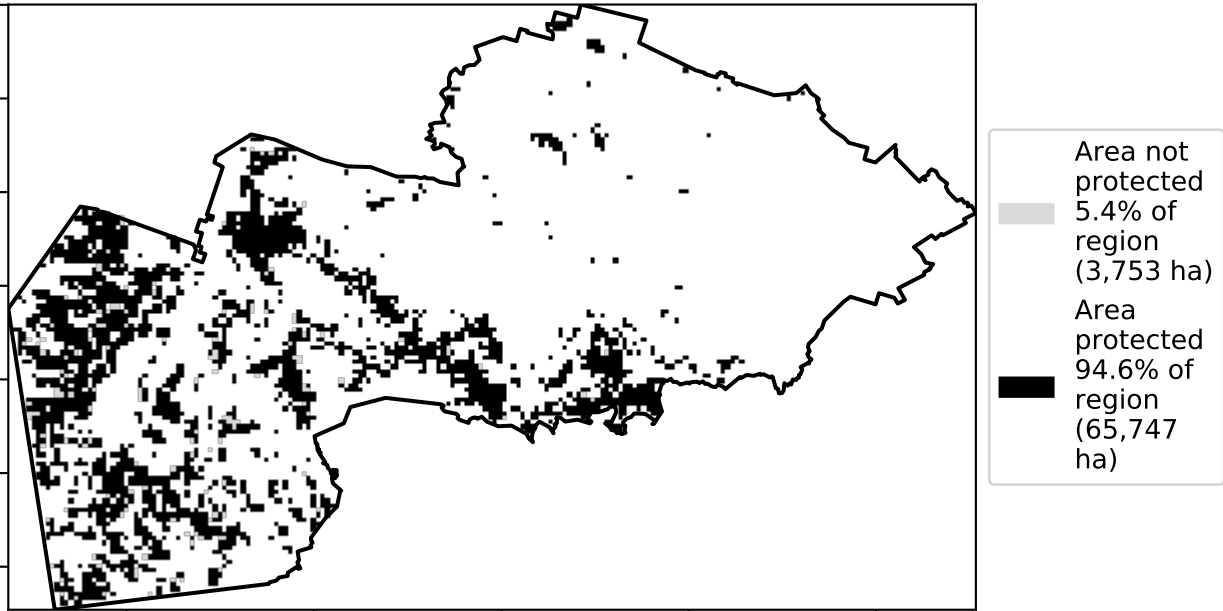 Area not
protected
5.4% of
region
(3,753 ha)
Area
protected
94.6% of
region
(65,747
ha)